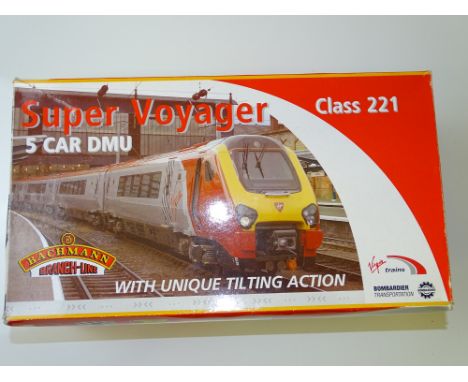 Super Voyager
Class 221
5 CAR DMU
BACHMANN
BRANCH-LINE
WITH UNIQUE TILTING ACTION
Virgin
trains
BOMBARDIER
TRANSPORTATION